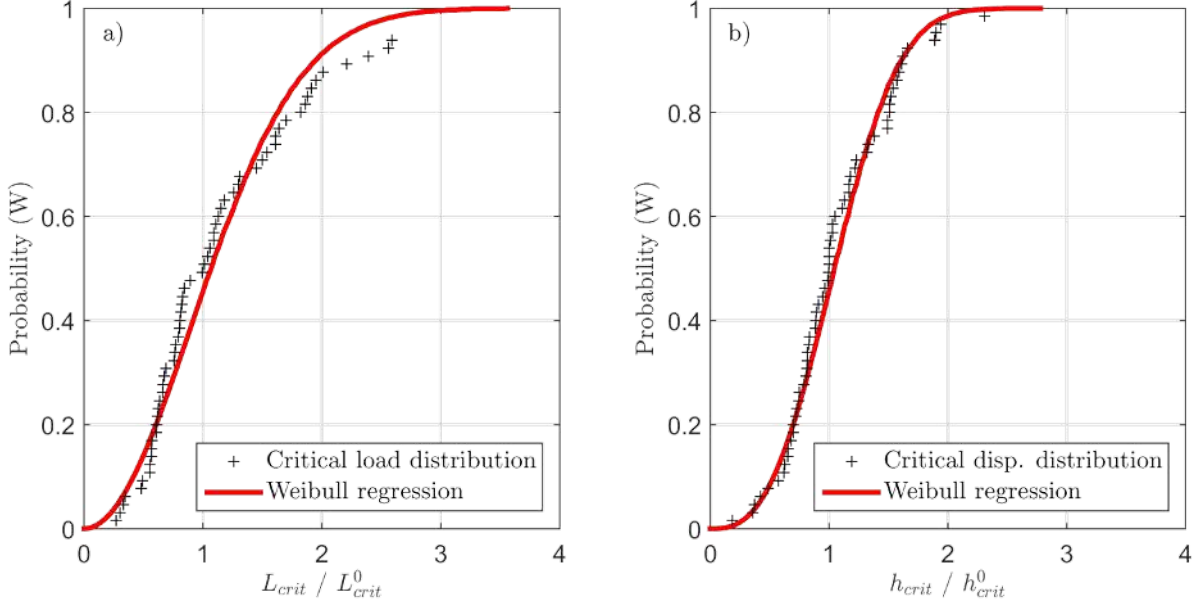 a)
Probability (W)
1
0.8
0.6
0.4
0.2
0
0 1 2 3 4
L_crit / L^0_crit
+ Critical load distribution
Weibull regression
b)
Probability (W)
1
0.8
0.6
0.4
0.2
0
0 1 2 3 4
h_crit / h^0_crit
+ Critical disp. distribution
Weibull regression